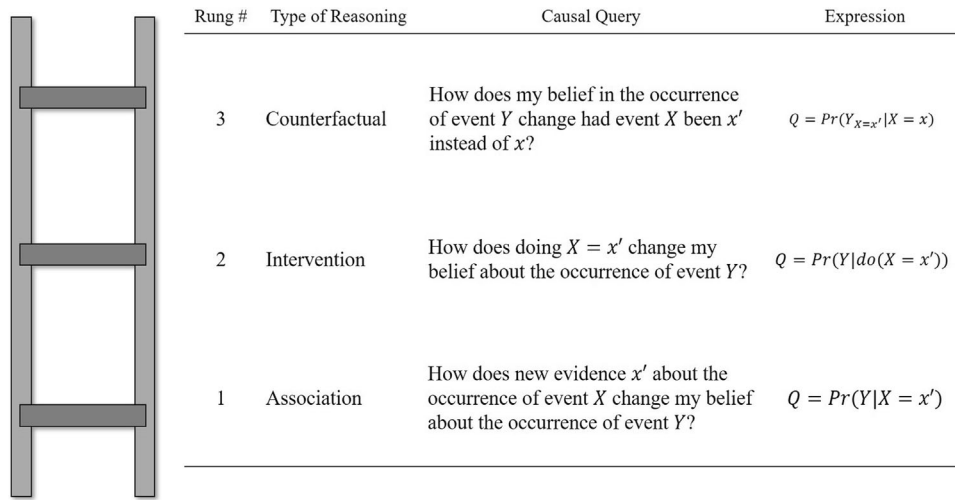 Rung # Type of Reasoning Causal Query Expression
How does my belief in the occurrence
3 Counterfactual of event Y change had event X been x′ Q = Pr(Y_{X=x′}|X = x)
instead of x?
How does doing X = x′ change my
2 Intervention belief about the occurrence of event Y? Q = Pr(Y|do(X = x′))
How does new evidence x′ about the
1 Association occurrence of event X change my belief Q = Pr(Y|X = x′)
about the occurrence of event Y?